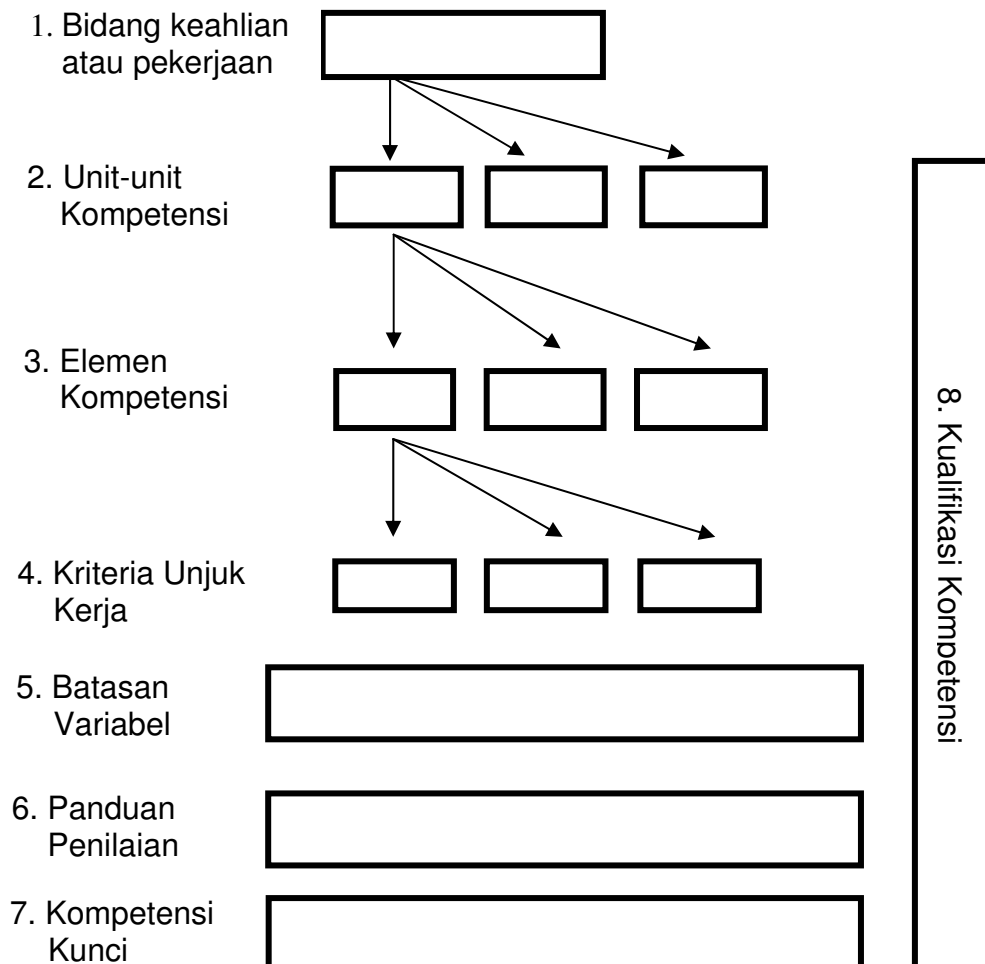 1. Bidang keahlian
atau pekerjaan
2. Unit-unit
Kompetensi
3. Elemen
Kompetensi
4. Kriteria Unjuk
Kerja
5. Batasan
Variabel
6. Panduan
Penilaian
7. Kompetensi
Kunci
8. Kualifikasi Kompetensi